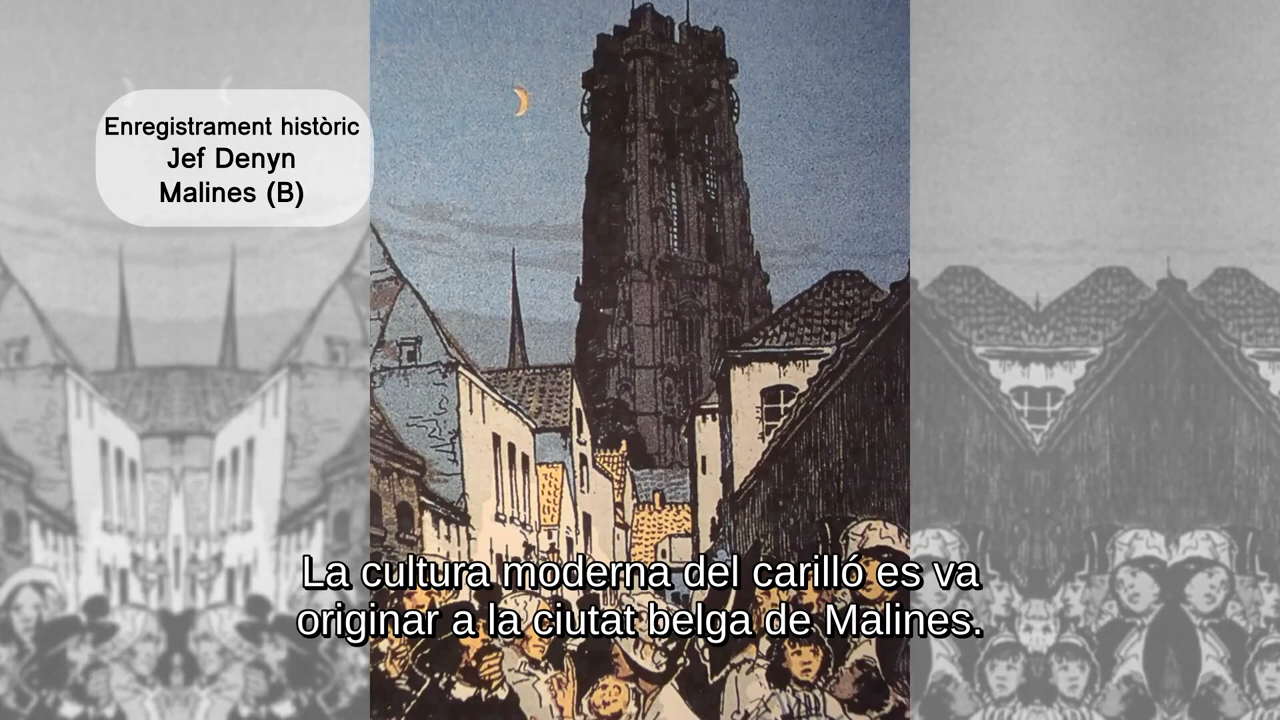 Enregistrament històric
Jef Denyn
Malines (B)
La cultura moderna del carilló es va
originar a la ciutat belga de Malines.